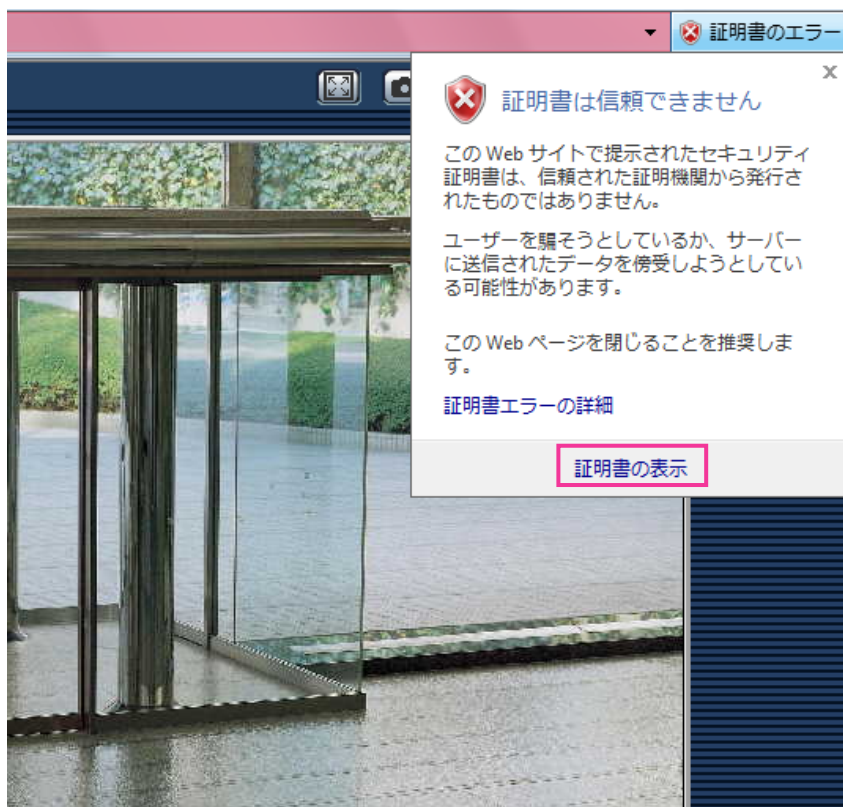 証明書のエラー
証明書は信頼できません
この Web サイトで提示されたセキュリティ
証明書は、信頼された証明機関から発行さ
れたものではありません。
ユーザーを騙そうとしているか、サーバー
に送信されたデータを傍受しようとしてい
る可能性があります。
この Web ページを閉じることを推奨しま
す。
証明書エラーの詳細
証明書の表示